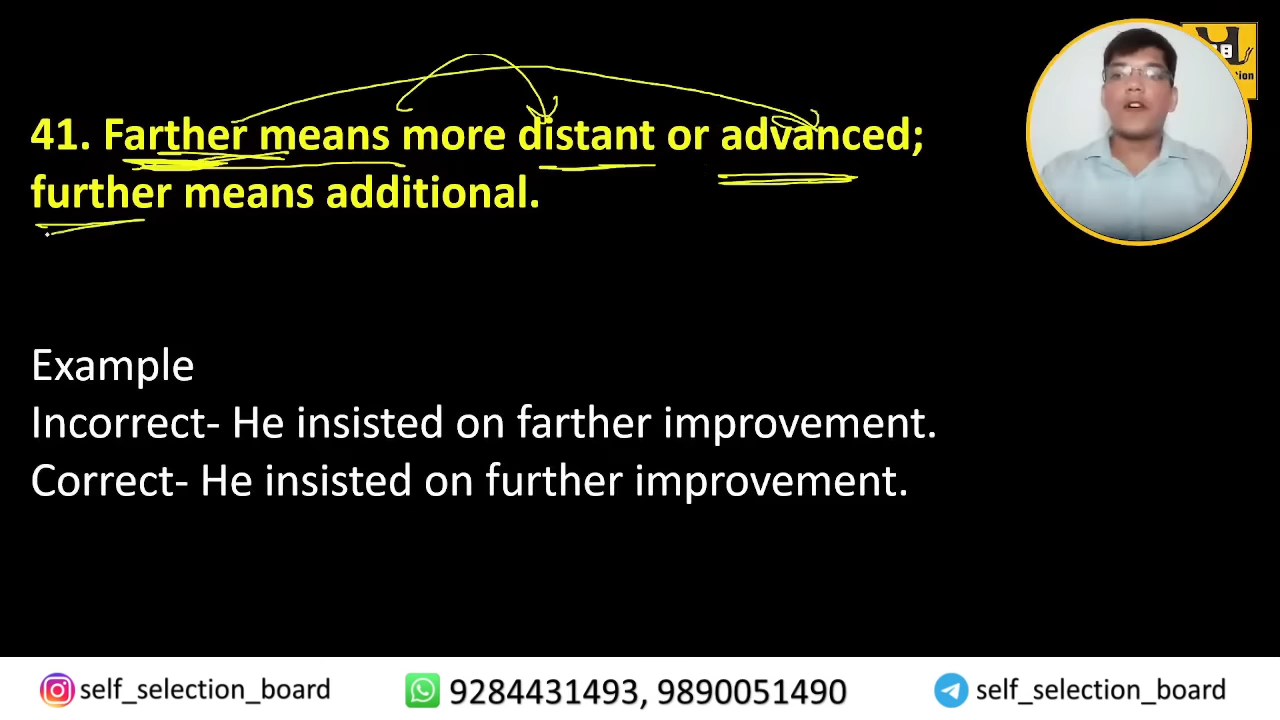 41. Farther means more distant or advanced;
further means additional.
Example
Incorrect- He insisted on farther improvement.
Correct- He insisted on further improvement.
self_selection_board
9284431493, 9890051490
self_selection_board